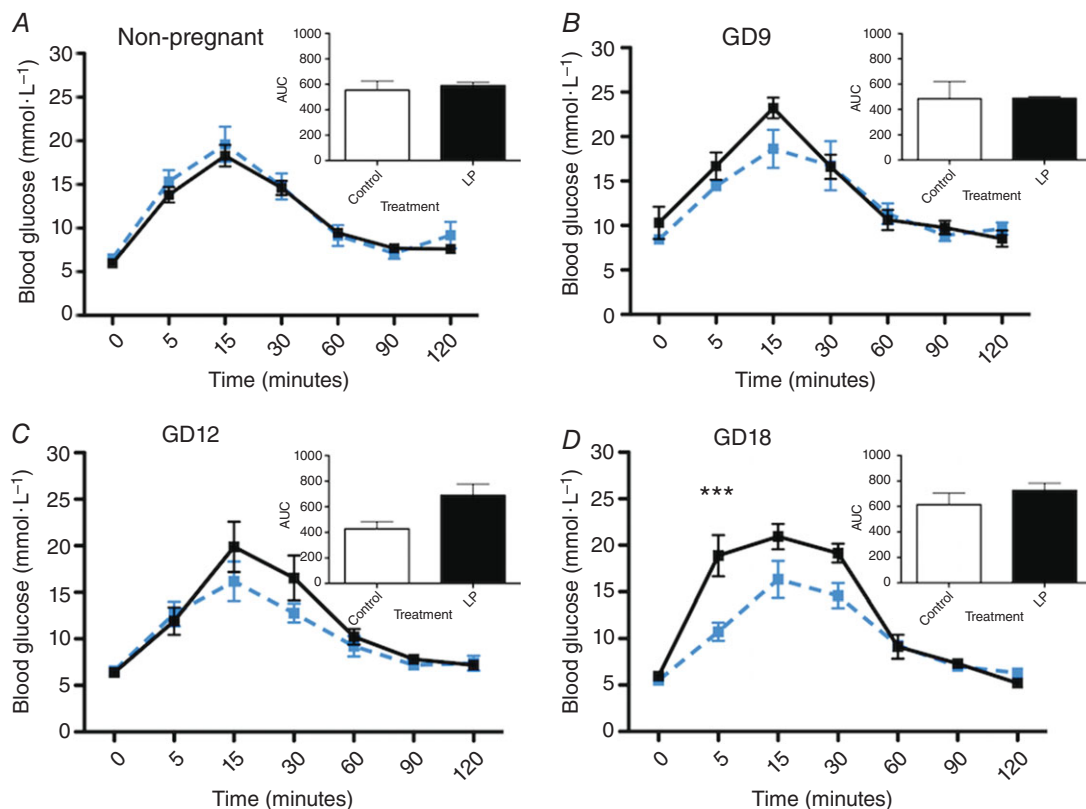 A
Non-pregnant
Blood glucose (mmol·L−1)
30
25
20
15
10
5
0
0
5
15
30
60
90
120
Time (minutes)
AUC
1000
800
600
400
200
0
Control
LP
Treatment
B
GD9
Blood glucose (mmol·L−1)
30
25
20
15
10
5
0
0
5
15
30
60
90
120
Time (minutes)
AUC
1000
800
600
400
200
0
Control
LP
Treatment
C
GD12
Blood glucose (mmol·L−1)
30
25
20
15
10
5
0
0
5
15
30
60
90
120
Time (minutes)
AUC
1000
800
600
400
200
0
Control
LP
Treatment
D
GD18
***
Blood glucose (mmol·L−1)
30
25
20
15
10
5
0
0
5
15
30
60
90
120
Time (minutes)
AUC
1000
800
600
400
200
0
Control
LP
Treatment